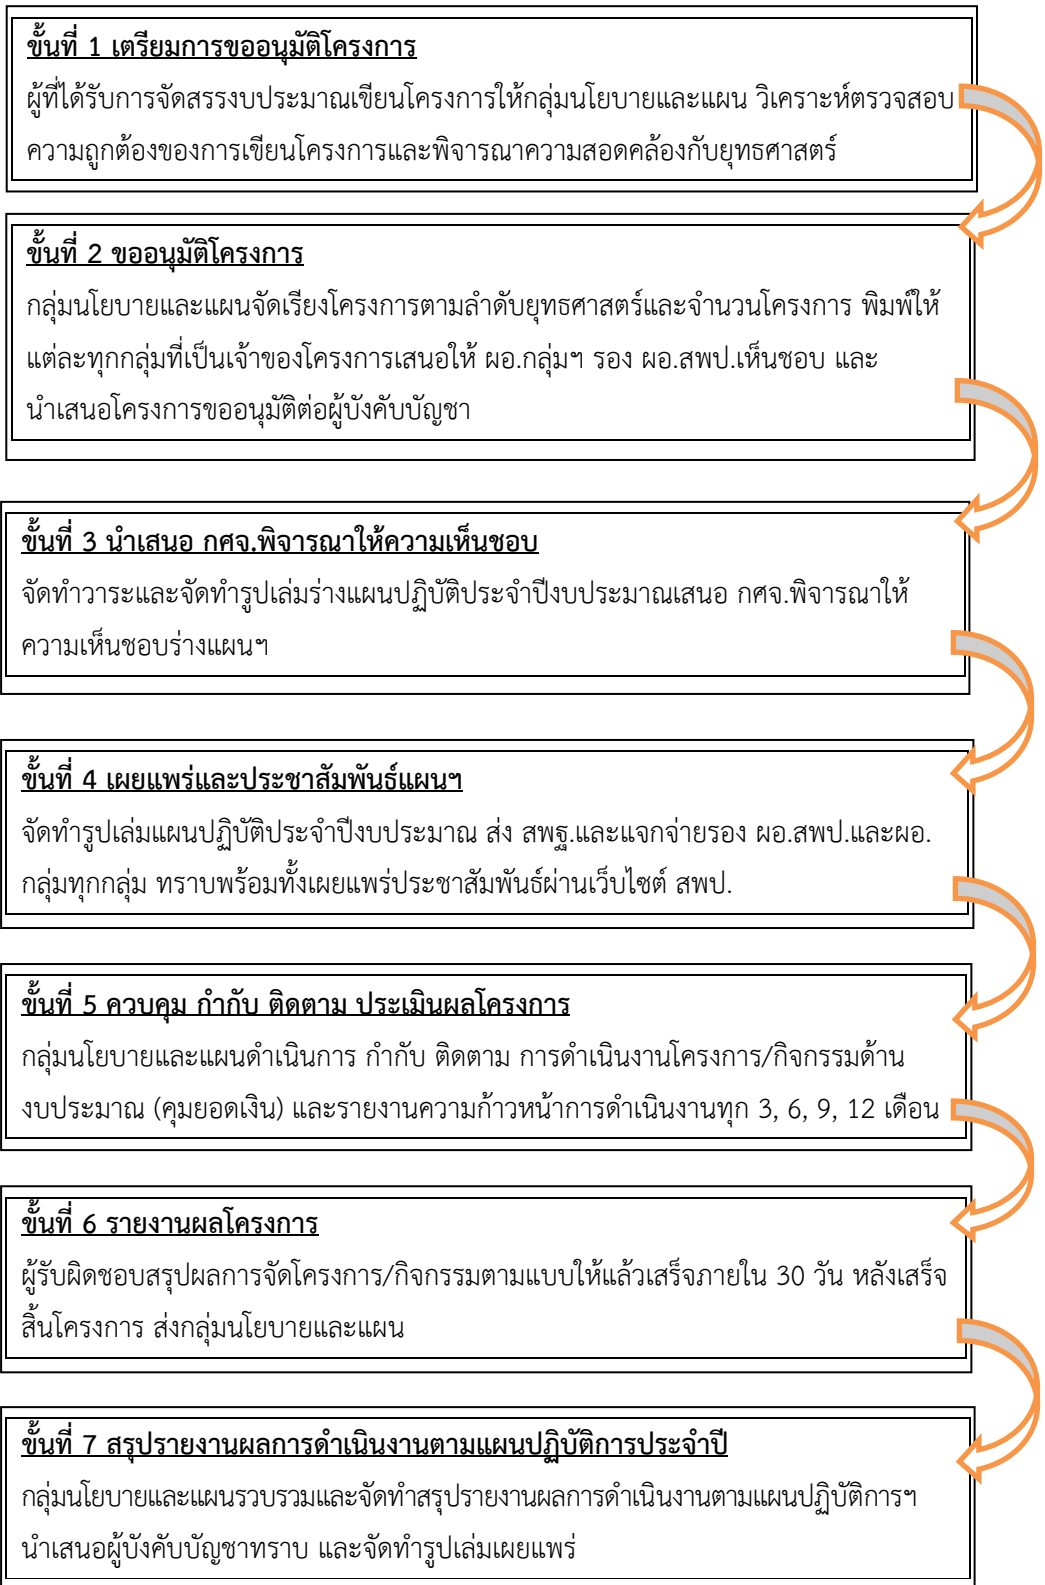 ขั้นที่ 1 เตรียมการขออนุมัติโครงการ
ผู้ที่ได้รับการจัดสรรงบประมาณเขียนโครงการให้กลุ่มนโยบายและแผน วิเคราะห์ตรวจสอบ
ความถูกต้องของการเขียนโครงการและพิจารณาความสอดคล้องกับยุทธศาสตร์
ขั้นที่ 2 ขออนุมัติโครงการ
กลุ่มนโยบายและแผนจัดเรียงโครงการตามลำดับยุทธศาสตร์และจำนวนโครงการ พิมพ์ให้
แต่ละทุกกลุ่มที่เป็นเจ้าของโครงการเสนอให้ ผอ.กลุ่มฯ รอง ผอ.สพป.เห็นชอบ และ
นำเสนอโครงการขออนุมัติต่อผู้บังคับบัญชา
ขั้นที่ 3 นำเสนอ กศจ.พิจารณาให้ความเห็นชอบ
จัดทำวาระและจัดทำรูปเล่มร่างแผนปฏิบัติประจำปีงบประมาณเสนอ กศจ.พิจารณาให้
ความเห็นชอบร่างแผนฯ
ขั้นที่ 4 เผยแพร่และประชาสัมพันธ์แผนฯ
จัดทำรูปเล่มแผนปฏิบัติประจำปีงบประมาณ ส่ง สพฐ.และแจกจ่ายรอง ผอ.สพป.และผอ.
กลุ่มทุกกลุ่ม ทราบพร้อมทั้งเผยแพร่ประชาสัมพันธ์ผ่านเว็บไซต์ สพป.
ขั้นที่ 5 ควบคุม กำกับ ติดตาม ประเมินผลโครงการ
กลุ่มนโยบายและแผนดำเนินการ กำกับ ติดตาม การดำเนินงานโครงการ/กิจกรรมด้าน
งบประมาณ (คุมยอดเงิน) และรายงานความก้าวหน้าการดำเนินงานทุก 3, 6, 9, 12 เดือน
ขั้นที่ 6 รายงานผลโครงการ
ผู้รับผิดชอบสรุปผลการจัดโครงการ/กิจกรรมตามแบบให้แล้วเสร็จภายใน 30 วัน หลังเสร็จ
สิ้นโครงการ ส่งกลุ่มนโยบายและแผน
ขั้นที่ 7 สรุปรายงานผลการดำเนินงานตามแผนปฏิบัติการประจำปี
กลุ่มนโยบายและแผนรวบรวมและจัดทำสรุปรายงานผลการดำเนินงานตามแผนปฏิบัติการฯ
นำเสนอผู้บังคับบัญชาทราบ และจัดทำรูปเล่มเผยแพร่